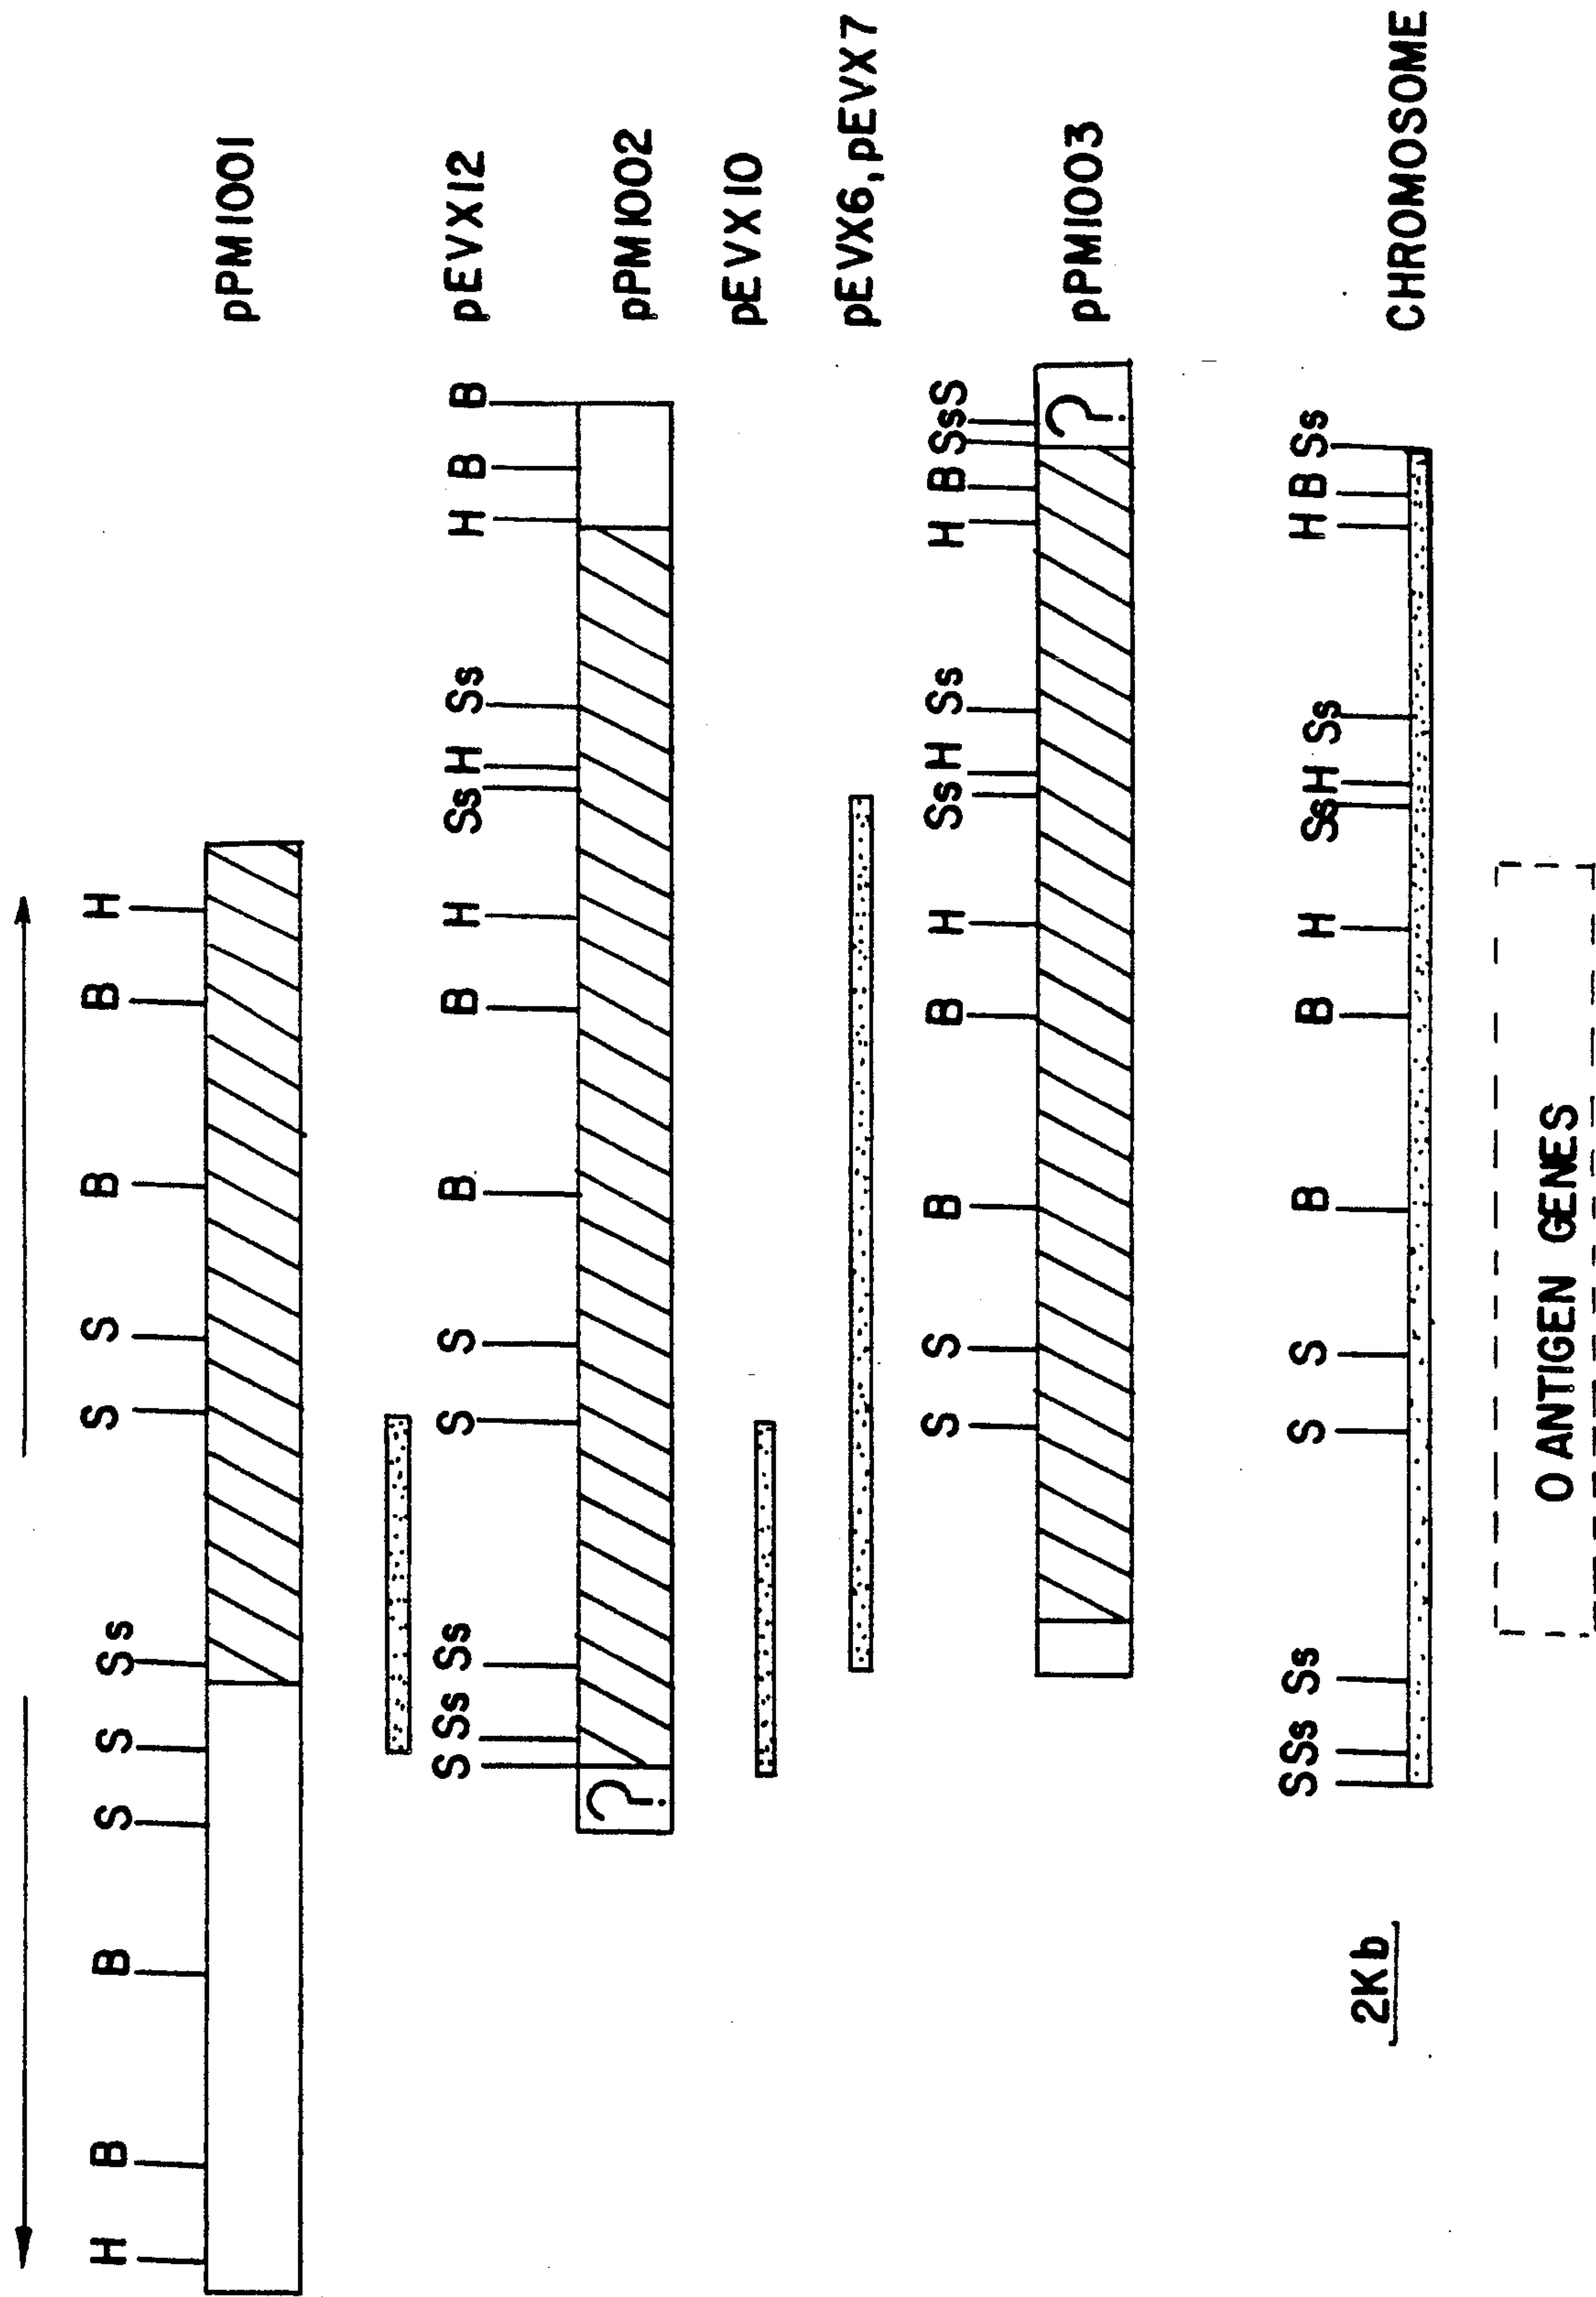 H B B S S Ss S S B B H
pPM1001
S Ss Ss S S B B H Ss H Ss H B B pEVX12
? pPM1002
pEVX10
pEVX6, pEVX7
S S B B H Ss H Ss H B Ss S
? pPM1003
S Ss Ss S S B B H Ss H Ss H B Ss
2Kb
CHROMOSOME
O ANTIGEN GENES